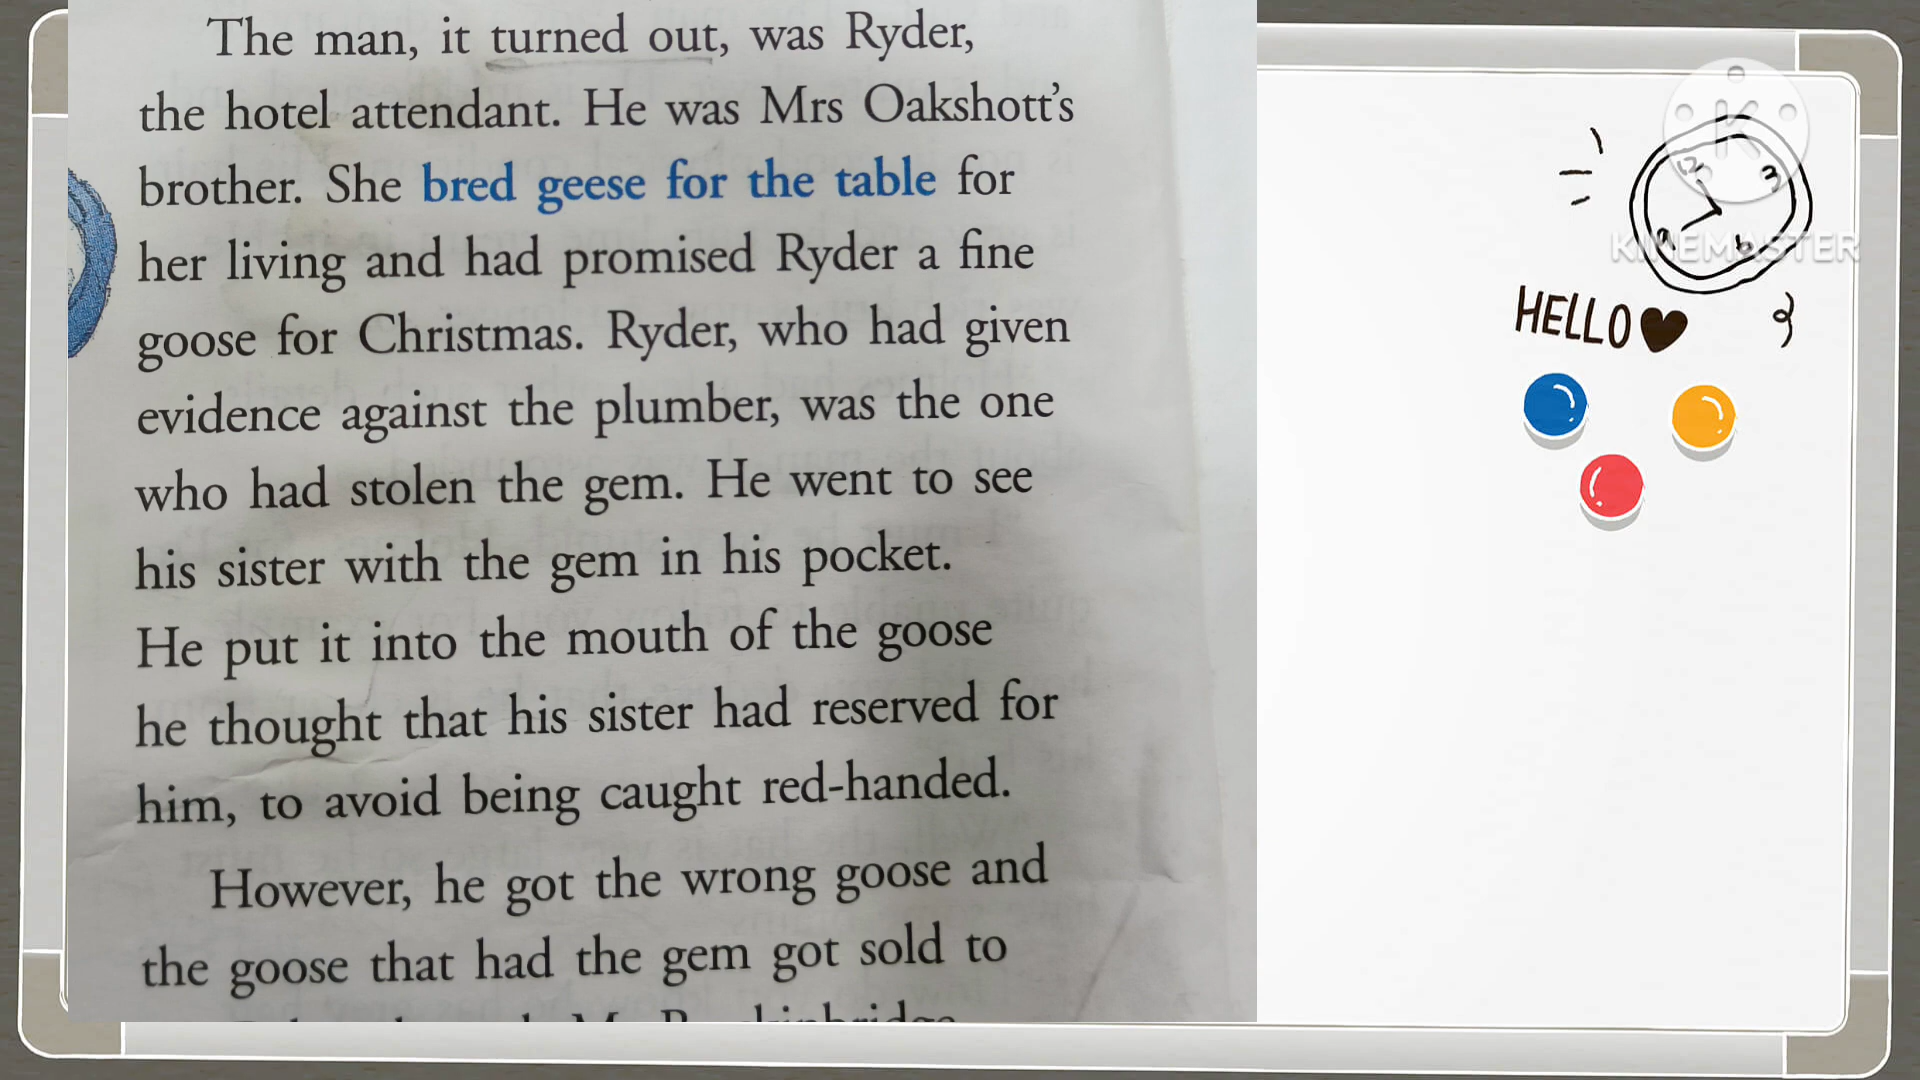 The man, it turned out, was Ryder,
the hotel attendant. He was Mrs Oakshott's
brother. She bred geese for the table for
her living and had promised Ryder a fine
goose for Christmas. Ryder, who had given
evidence against the plumber, was the one
who had stolen the gem. He went to see
his sister with the gem in his pocket.
He put it into the mouth of the goose
he thought that his sister had reserved for
him, to avoid being caught red-handed.
However, he got the wrong goose and
the goose that had the gem got sold to
K
12 3
9 6
KINEMASTER
HELLO